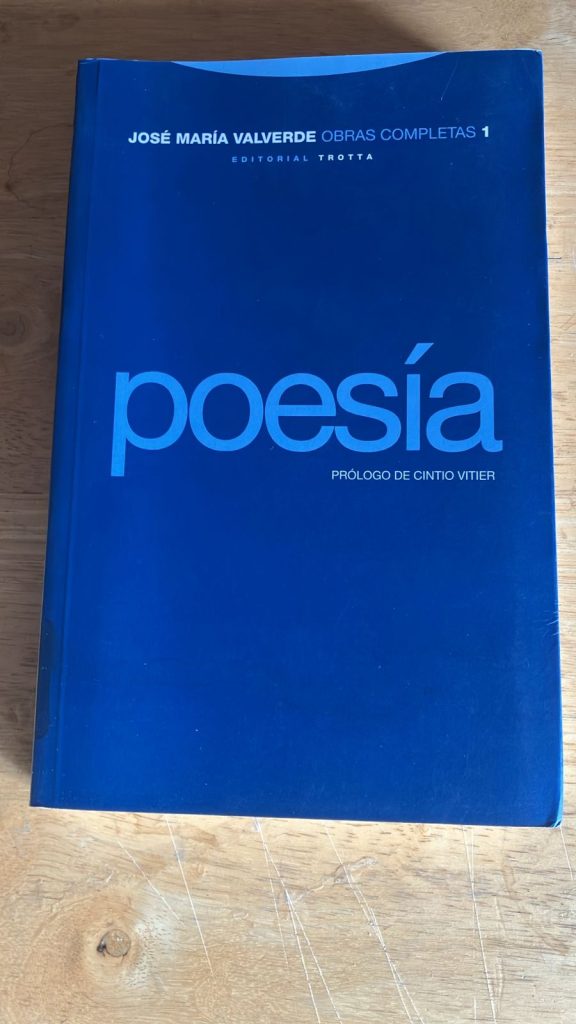 JOSÉ MARÍA VALVERDE OBRAS COMPLETAS 1
EDITORIAL TROTTA
poesía
PRÓLOGO DE CINTIO VITIER